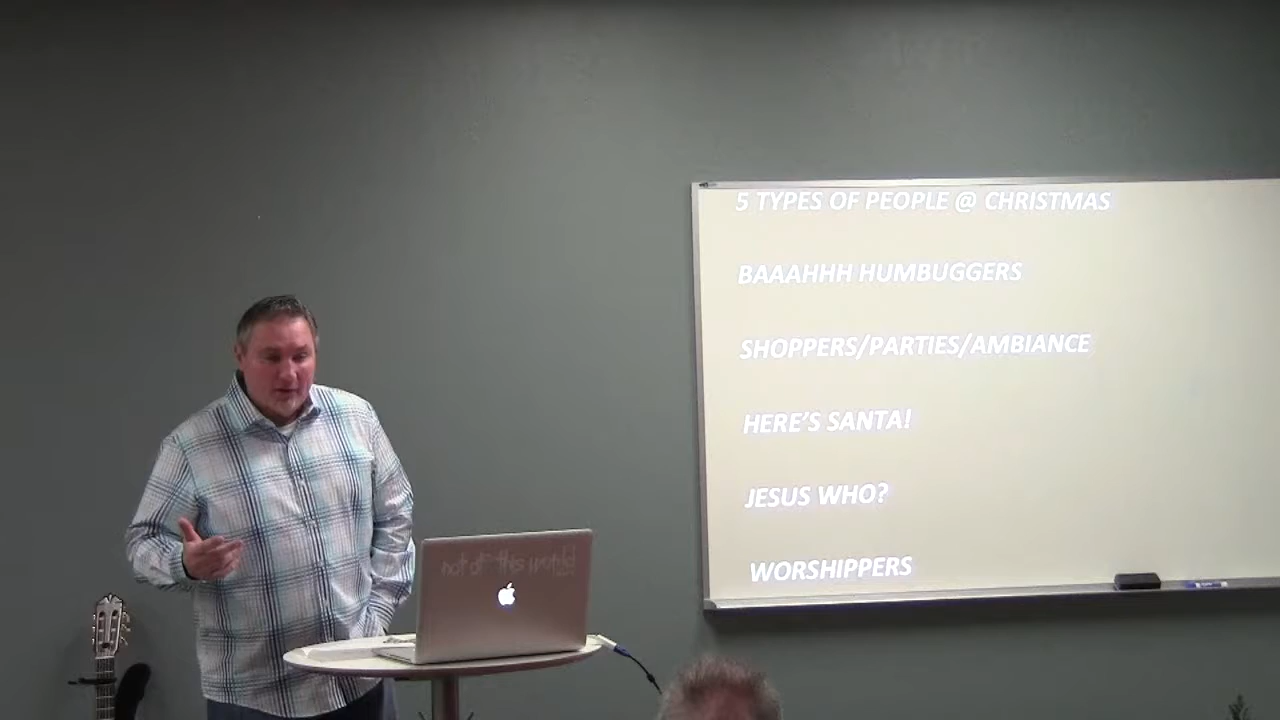 5 TYPES OF PEOPLE @ CHRISTMAS
BAAAHHH HUMBUGGERS
SHOPPERS/PARTIES/AMBIANCE
HERE'S SANTA!
JESUS WHO?
WORSHIPPERS
not of this world